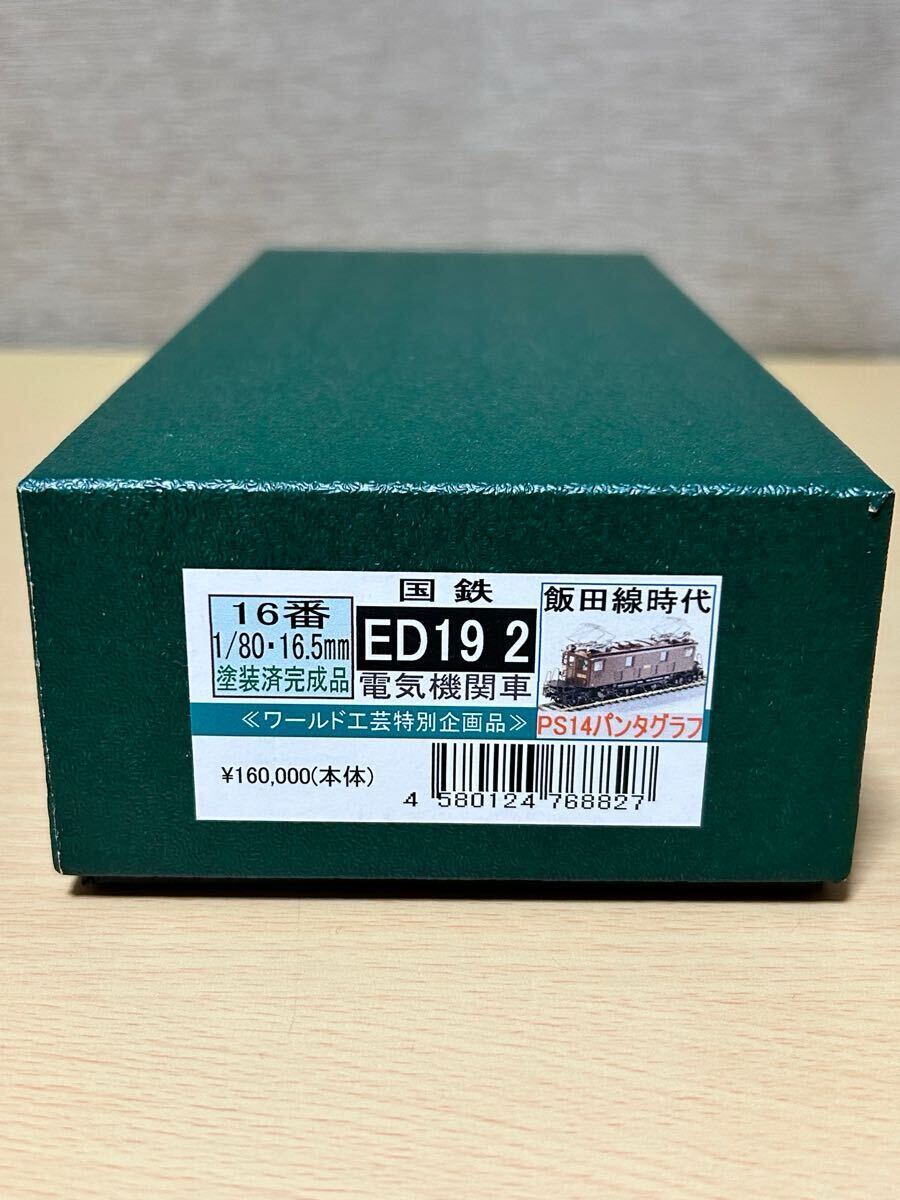 16番
1/80・16.5mm
塗装済完成品
国鉄
ED19 2
電気機関車
飯田線時代
PS14パンタグラフ
≪ワールド工芸特別企画品≫
¥160,000(本体)
4 580124 768827